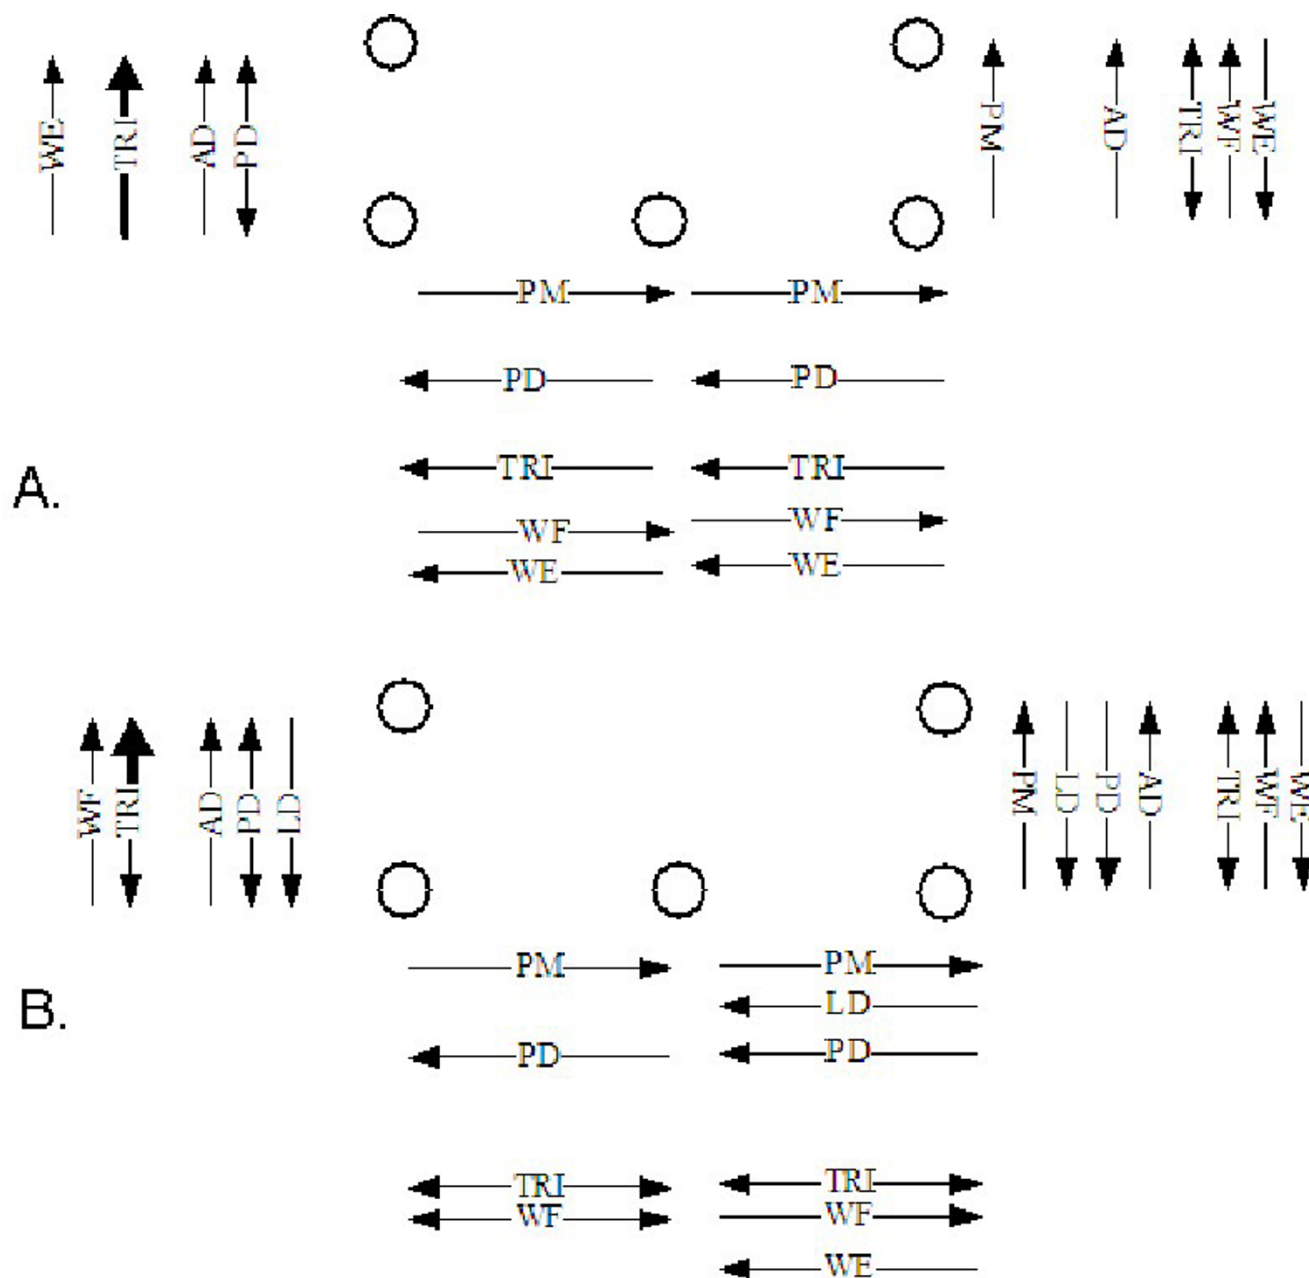 WE TRI AD PD
PM AD TRI WF WE
PM PM
PD PD
TRI TRI
A.
WF WF
WE WE
WF TRI AD PD LD
PM LD PD AD TRI WF WE
PM PM
LD
B.
PD PD
TRI TRI
WF WF
WE